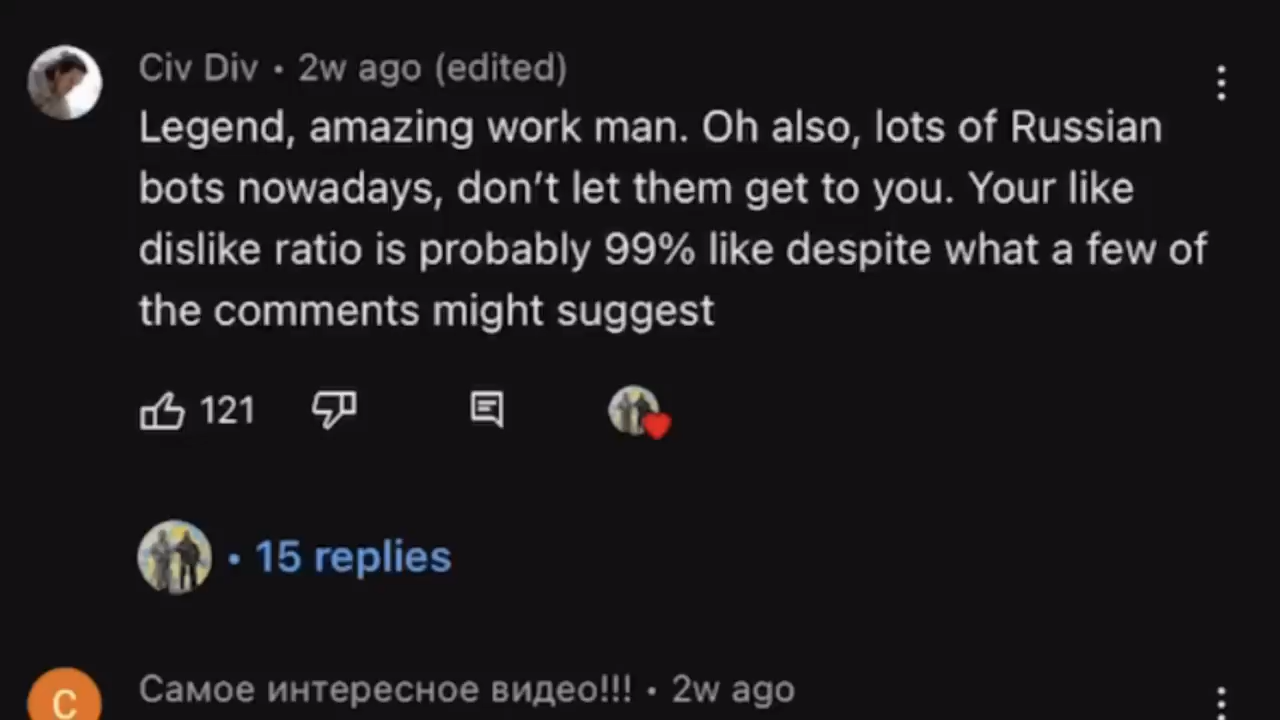 Civ Div • 2w ago (edited)
Legend, amazing work man. Oh also, lots of Russian
bots nowadays, don’t let them get to you. Your like
dislike ratio is probably 99% like despite what a few of
the comments might suggest
121
• 15 replies
С
Самое интересное видео!!! • 2w ago